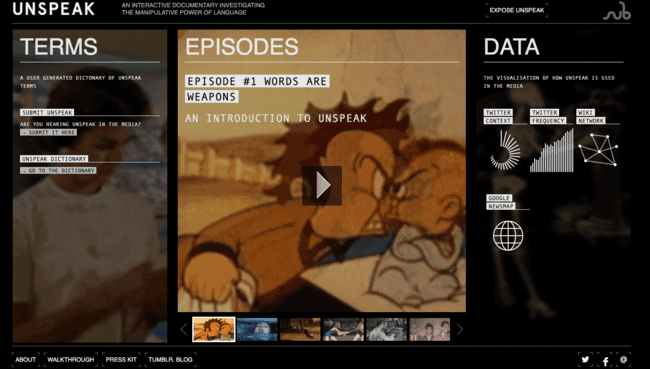 UNSPEAK
AN INTERACTIVE DOCUMENTARY INVESTIGATING
THE MANIPULATIVE POWER OF LANGUAGE
EXPOSE UNSPEAK
TERMS
A USER GENERATED DICTONARY OF UNSPEAK
TERMS
SUBMIT UNSPEAK
ARE YOU HEARING UNSPEAK IN THE MEDIA?
→ SUBMIT IT HERE
UNSPEAK DICTIONARY
→ GO TO THE DICTIONARY
EPISODES
EPISODE #1 WORDS ARE
WEAPONS
AN INTRODUCTION TO UNSPEAK
DATA
THE VISUALISATION OF HOW UNSPEAK IS USED
IN THE MEDIA
TWITTER
CONTEXT
TWITTER
FREQUENCY
WIKI
NETWORK
GOOGLE
NEWSMAP
ABOUT
WALKTHROUGH
PRESS KIT
TUMBLR. BLOG